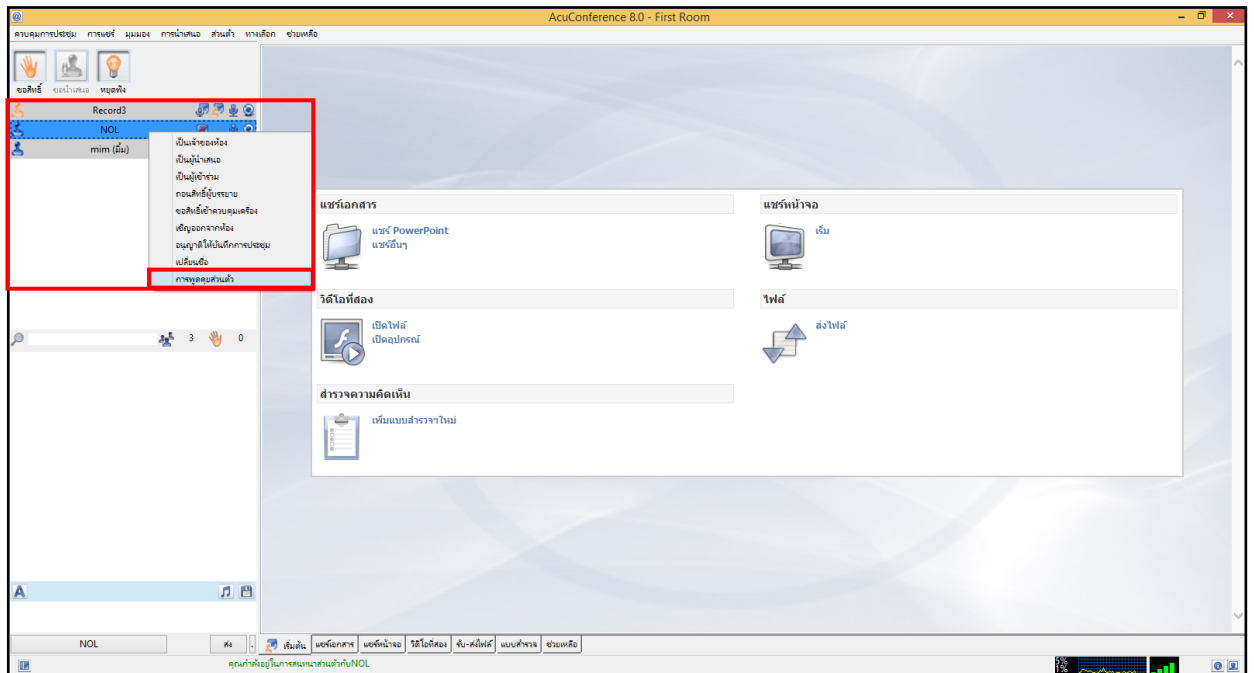 AcuConference 8.0 - First Room
ควบคุมการประชุม การแชร์ มุมมอง การนำเสนอ ส่วนตัว ทางเลือก ช่วยเหลือ
ขอสิทธิ์ ขอนำเสนอ หยุดฟัง
Record3
NOL
mim (มิ้ม)
เป็นเจ้าของห้อง
เป็นผู้นำเสนอ
เป็นผู้เข้าร่วม
ถอนสิทธิ์ผู้บรรยาย
ขอสิทธิ์เข้าควบคุมเครื่อง
เชิญออกจากห้อง
อนุญาติให้บันทึกการประชุม
เปลี่ยนชื่อ
การพูดคุยส่วนตัว
3 0
แชร์เอกสาร
แชร์ PowerPoint
แชร์อื่นๆ
แชร์หน้าจอ
เริ่ม
วิดีโอที่สอง
เปิดไฟล์
เปิดอุปกรณ์
ไฟล์
ส่งไฟล์
สำรวจความคิดเห็น
เพิ่มแบบสำรวจฯใหม่
A
NOL ส่ง
เริ่มต้น แชร์เอกสาร แชร์หน้าจอ วิดีโอที่สอง รับ-ส่งไฟล์ แบบสำรวจ ช่วยเหลือ
คุณกำลังอยู่ในการสนทนาส่วนตัวกับNOL
5%
1%